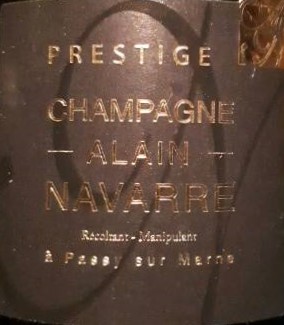 PRESTIGE
CHAMPAGNE
— ALAIN —
NAVARRE
Récoltant - Manipulant
à Passy sur Marne